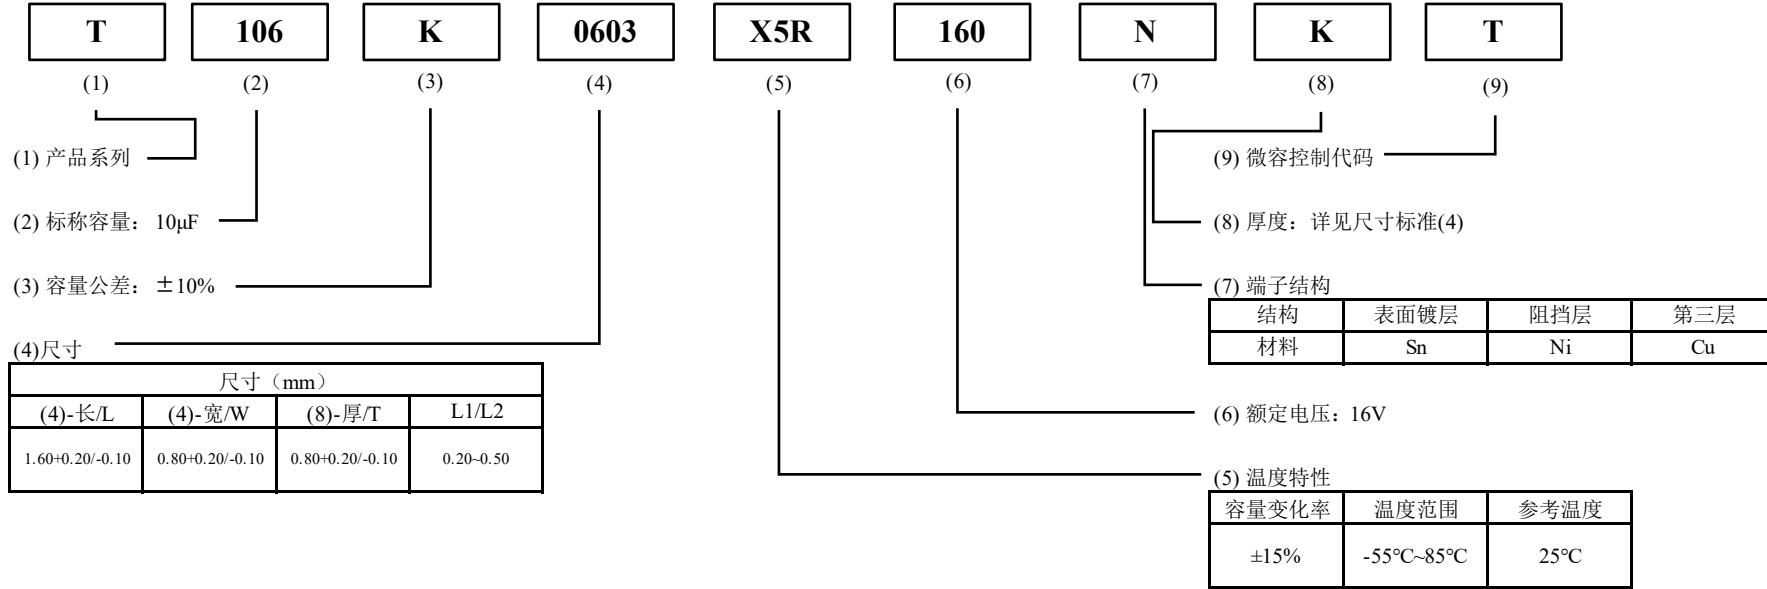 T 106 K 0603 X5R 160 N K T
(1) (2) (3) (4) (5) (6) (7) (8) (9)
(1) 产品系列
(2) 标称容量： 10μF
(3) 容量公差： ±10%
(4)尺寸
尺寸（mm）
(4)-长/L (4)-宽/W (8)-厚/T L1/L2
1.60+0.20/-0.10 0.80+0.20/-0.10 0.80+0.20/-0.10 0.20~0.50
(9) 微容控制代码
(8) 厚度：详见尺寸标准(4)
(7) 端子结构
结构 表面镀层 阻挡层 第三层
材料 Sn Ni Cu
(6) 额定电压：16V
(5) 温度特性
容量变化率 温度范围 参考温度
±15% -55°C~85°C 25°C